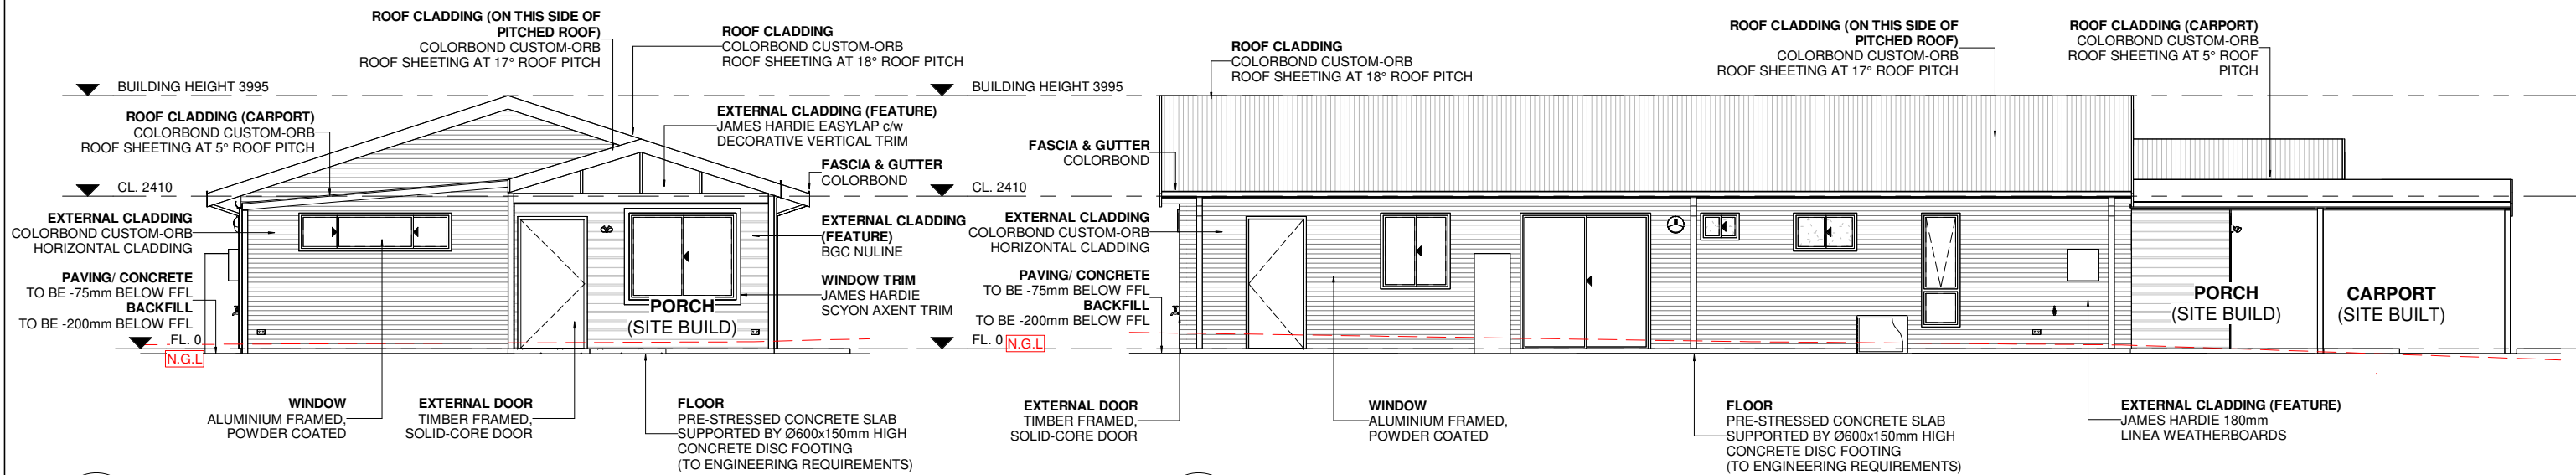 ROOF CLADDING (ON THIS SIDE OF
PITCHED ROOF)
COLORBOND CUSTOM-ORB
ROOF SHEETING AT 17° ROOF PITCH
ROOF CLADDING
COLORBOND CUSTOM-ORB
ROOF SHEETING AT 18° ROOF PITCH
BUILDING HEIGHT 3995
ROOF CLADDING (CARPORT)
COLORBOND CUSTOM-ORB
ROOF SHEETING AT 5° ROOF PITCH
EXTERNAL CLADDING (FEATURE)
JAMES HARDIE EASYLAP c/w
DECORATIVE VERTICAL TRIM
FASCIA & GUTTER
COLORBOND
CL. 2410
EXTERNAL CLADDING
COLORBOND CUSTOM-ORB
HORIZONTAL CLADDING
EXTERNAL CLADDING
(FEATURE)
BGC NULINE
PAVING/ CONCRETE
TO BE -75mm BELOW FFL
BACKFILL
TO BE -200mm BELOW FFL
WINDOW TRIM
JAMES HARDIE
SCYON AXENT TRIM
PORCH
(SITE BUILD)
FL. 0
N.G.L
WINDOW
ALUMINIUM FRAMED,
POWDER COATED
EXTERNAL DOOR
TIMBER FRAMED,
SOLID-CORE DOOR
FLOOR
PRE-STRESSED CONCRETE SLAB
SUPPORTED BY Ø600x150mm HIGH
CONCRETE DISC FOOTING
(TO ENGINEERING REQUIREMENTS)
ROOF CLADDING
COLORBOND CUSTOM-ORB
ROOF SHEETING AT 18° ROOF PITCH
ROOF CLADDING (ON THIS SIDE OF
PITCHED ROOF)
COLORBOND CUSTOM-ORB
ROOF SHEETING AT 17° ROOF PITCH
ROOF CLADDING (CARPORT)
COLORBOND CUSTOM-ORB
ROOF SHEETING AT 5° ROOF
PITCH
BUILDING HEIGHT 3995
FASCIA & GUTTER
COLORBOND
CL. 2410
EXTERNAL CLADDING
COLORBOND CUSTOM-ORB
HORIZONTAL CLADDING
PAVING/ CONCRETE
TO BE -75mm BELOW FFL
BACKFILL
TO BE -200mm BELOW FFL
FL. 0
N.G.L
PORCH
(SITE BUILD)
CARPORT
(SITE BUILT)
EXTERNAL DOOR
TIMBER FRAMED,
SOLID-CORE DOOR
WINDOW
ALUMINIUM FRAMED,
POWDER COATED
FLOOR
PRE-STRESSED CONCRETE SLAB
SUPPORTED BY Ø600x150mm HIGH
CONCRETE DISC FOOTING
(TO ENGINEERING REQUIREMENTS)
EXTERNAL CLADDING (FEATURE)
JAMES HARDIE 180mm
LINEA WEATHERBOARDS